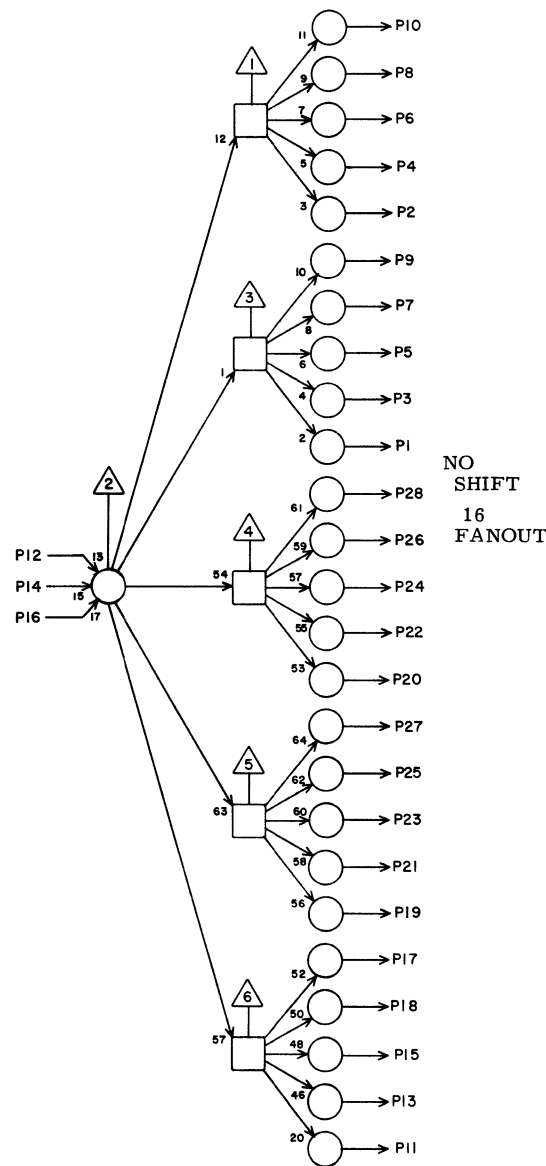 11 P10
1
9 P8
7 P6
12
5 P4
3 P2
10 P9
3
8 P7
6 P5
1
4 P3
2 P1
NO
SHIFT
16
FANOUT
61 P28
2
4
59 P26
P12 13
54 57 P24
P14 15
55 P22
P16 17
53 P20
64 P27
5
62 P25
63 60 P23
58 P21
56 P19
52 P17
6
50 P18
57 48 P15
46 P13
20 P11